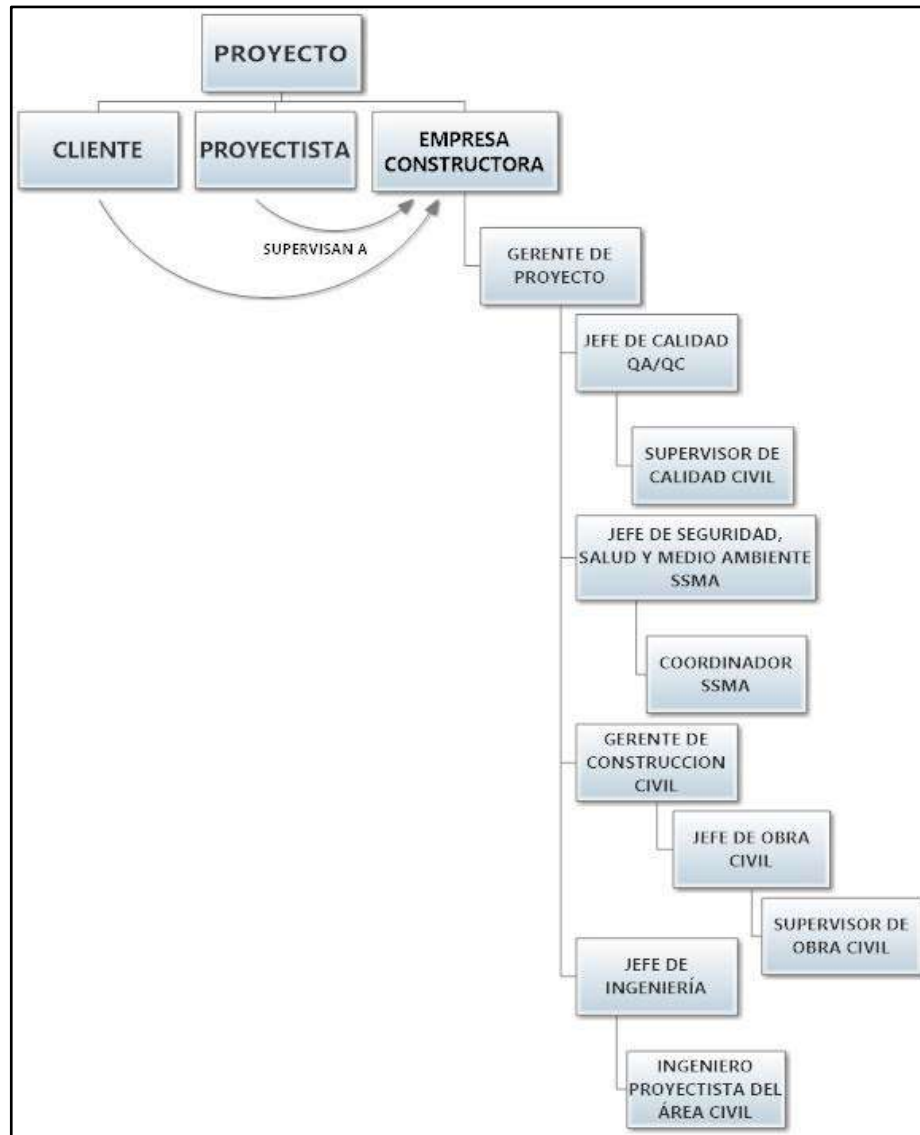 PROYECTO
CLIENTE
PROYECTISTA
EMPRESA
CONSTRUCTORA
SUPERVISAN A
GERENTE DE
PROYECTO
JEFE DE CALIDAD
QA/QC
SUPERVISOR DE
CALIDAD CIVIL
JEFE DE SEGURIDAD,
SALUD Y MEDIO AMBIENTE
SSMA
COORDINADOR
SSMA
GERENTE DE
CONSTRUCCION
CIVIL
JEFE DE OBRA
CIVIL
SUPERVISOR DE
OBRA CIVIL
JEFE DE
INGENIERÍA
INGENIERO
PROYECTISTA DEL
ÁREA CIVIL